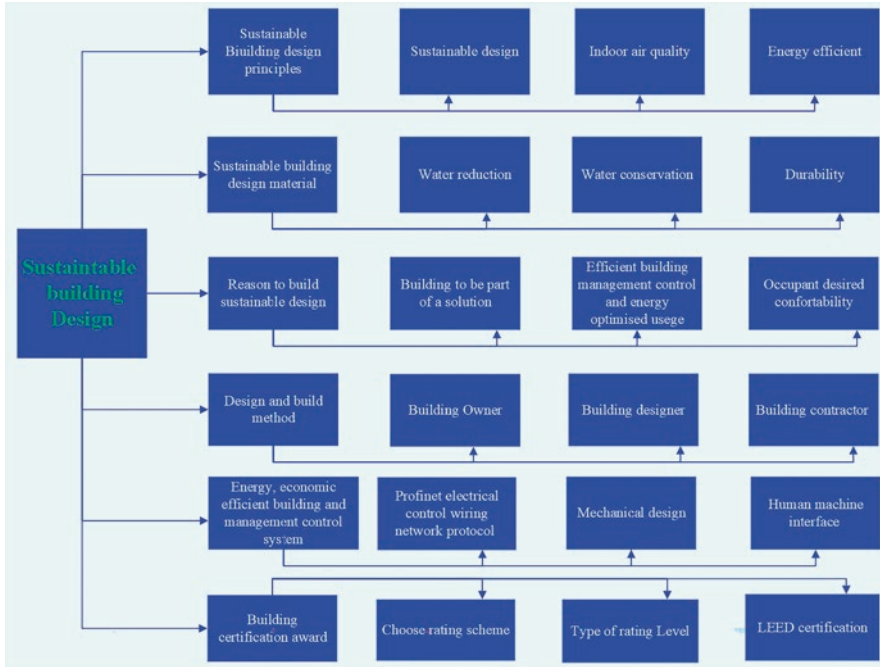 Sustainable
Biuilding design
principles
Sustainable design
Indoor air quality
Energy efficient
Sustainable building
design material
Water reduction
Water conservation
Durability
Sustaintable
building
Design
Reason to build
sustainable design
Building to be part
of a solution
Efficient building
management control
and energy
optimised usege
Occupant desired
confortability
Design and build
method
Building Owner
Building designer
Building contractor
Energy, economic
efficient building and
management control
system
Profinet electrical
control wiring
network protocol
Mechanical design
Human machine
interface
Building
certification award
Choose rating scheme
Type of rating Level
LEED certification